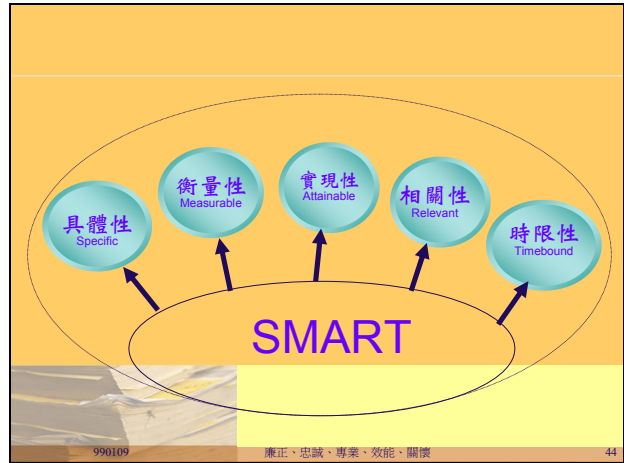 具體性
Specific
衡量性
Measurable
實現性
Attainable
相關性
Relevant
時限性
Timebound
SMART
990109
廉正、忠誠、專業、效能、關懷
44